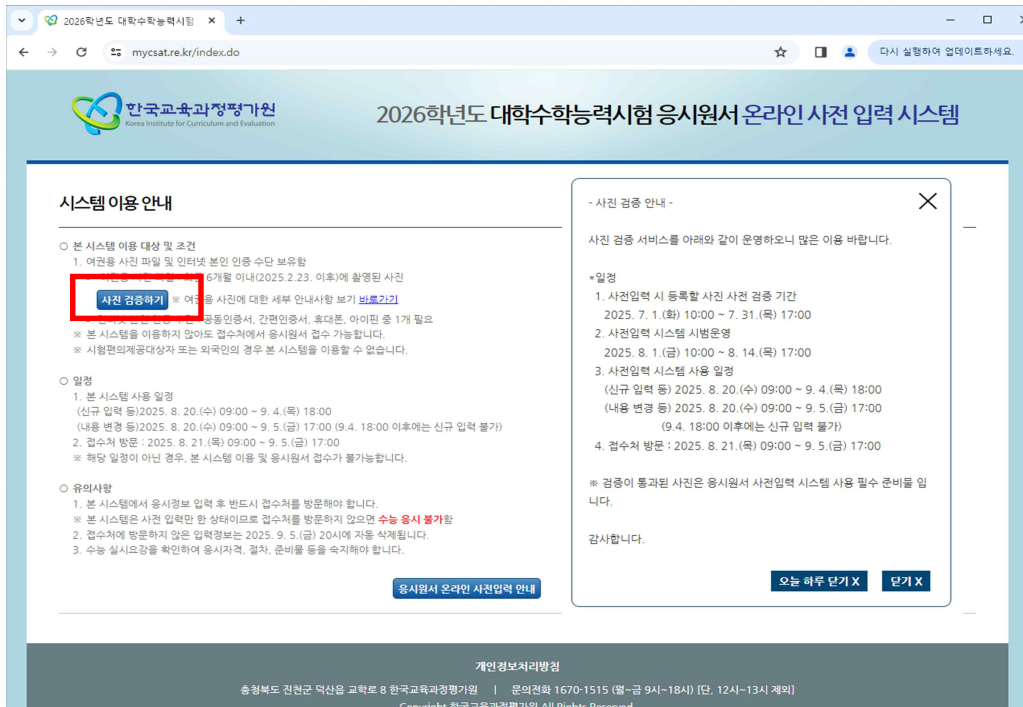 2026학년도 대학수학능력시험
mycsat.re.kr/index.do
다시 실행하여 업데이트하세요.
한국교육과정평가원
Korea Institute for Curriculum and Evaluation
2026학년도 대학수학능력시험 응시원서 온라인 사전 입력 시스템
시스템 이용 안내
○ 본 시스템 이용 대상 및 조건
1. 여권용 사진 파일 및 인터넷 본인 인증 수단 보유함
6개월 이내(2025.2.23. 이후)에 촬영된 사진
사진 검증하기 ※ 여권용 사진에 대한 세부 안내사항 보기 바로가기
공동인증서, 간편인증서, 휴대폰, 아이핀 중 1개 필요
※ 본 시스템을 이용하지 않아도 접수처에서 응시원서 접수 가능합니다.
※ 시험편의제공대상자 또는 외국인의 경우 본 시스템을 이용할 수 없습니다.
○ 일정
1. 본 시스템 사용 일정
(신규 입력 등)2025. 8. 20.(수) 09:00 ~ 9. 4.(목) 18:00
(내용 변경 등)2025. 8. 20.(수) 09:00 ~ 9. 5.(금) 17:00 (9.4. 18:00 이후에는 신규 입력 불가)
2. 접수처 방문 : 2025. 8. 21.(목) 09:00 ~ 9. 5.(금) 17:00
※ 해당 일정이 아닌 경우, 본 시스템 이용 및 응시원서 접수가 불가능합니다.
○ 유의사항
1. 본 시스템에서 응시정보 입력 후 반드시 접수처를 방문해야 합니다.
※ 본 시스템은 사전 입력만 한 상태이므로 접수처를 방문하지 않으면 수능 응시 불가함
2. 접수처에 방문하지 않은 입력정보는 2025. 9. 5.(금) 20시에 자동 삭제됩니다.
3. 수능 실시요강을 확인하여 응시자격, 절차, 준비물 등을 숙지해야 합니다.
응시원서 온라인 사전입력 안내
- 사진 검증 안내 -
사진 검증 서비스를 아래와 같이 운영하오니 많은 이용 바랍니다.
*일정
1. 사전입력 시 등록할 사진 사전 검증 기간
2025. 7. 1.(화) 10:00 ~ 7. 31.(목) 17:00
2. 사전입력 시스템 시범운영
2025. 8. 1.(금) 10:00 ~ 8. 14.(목) 17:00
3. 사전입력 시스템 사용 일정
(신규 입력 등) 2025. 8. 20.(수) 09:00 ~ 9. 4.(목) 18:00
(내용 변경 등) 2025. 8. 20.(수) 09:00 ~ 9. 5.(금) 17:00
(9.4. 18:00 이후에는 신규 입력 불가)
4. 접수처 방문 : 2025. 8. 21.(목) 09:00 ~ 9. 5.(금) 17:00
※ 검증이 통과된 사진은 응시원서 사전입력 시스템 사용 필수 준비물 입
니다.
감사합니다.
오늘 하루 닫기 X
닫기 X
개인정보처리방침
충청북도 진천군 덕산읍 교학로 8 한국교육과정평가원 | 문의전화 1670-1515 (월~금 9시~18시) [단, 12시~13시 제외]
Copyright 한국교육과정평가원 All Rights Reserved